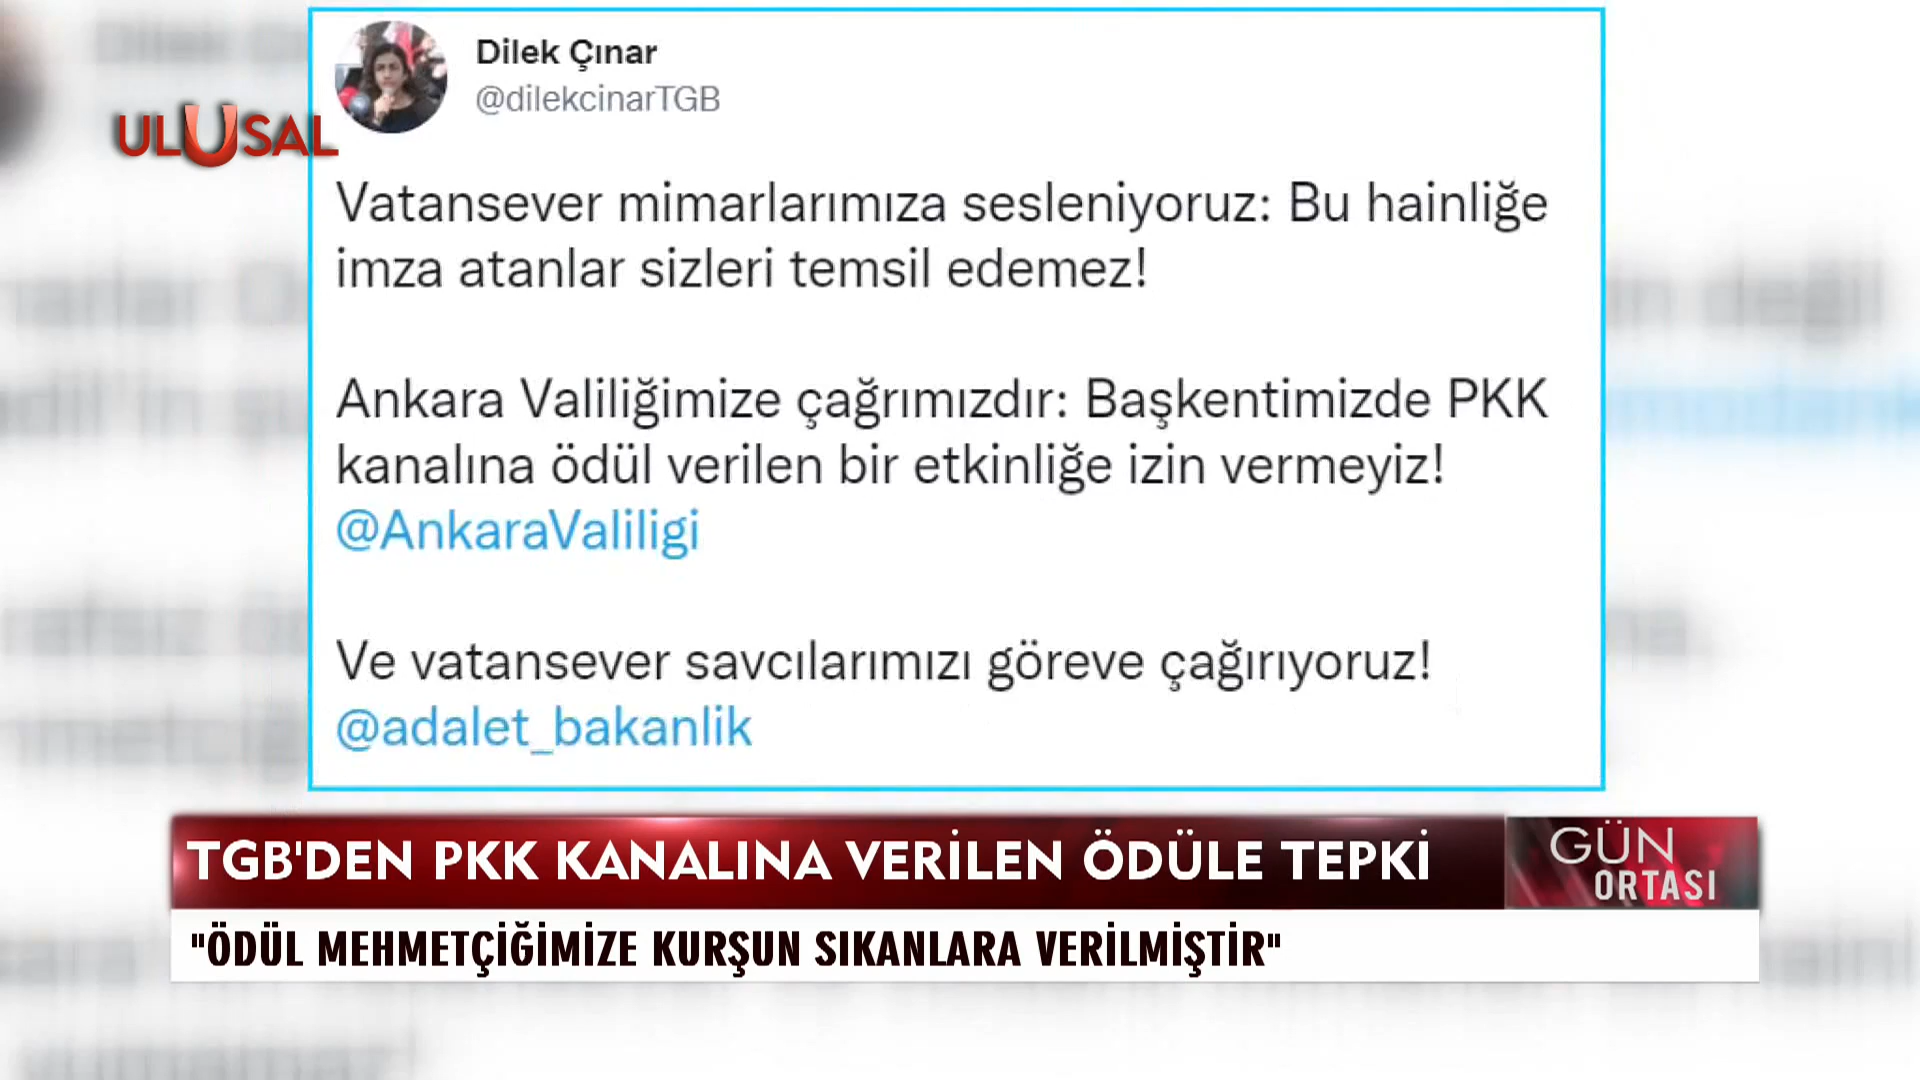 Dilek Çınar
@dilekcinarTGB
ULUSAL
Vatansever mimarlarımıza sesleniyoruz: Bu hainliğe
imza atanlar sizleri temsil edemez!
Ankara Valiliğimize çağrımızdır: Başkentimizde PKK
kanalına ödül verilen bir etkinliğe izin vermeyiz!
@AnkaraValiligi
Ve vatansever savcılarımızı göreve çağırıyoruz!
@adalet_bakanlik
TGB'DEN PKK KANALINA VERİLEN ÖDÜLE TEPKİ
GÜN
ORTASI
"ÖDÜL MEHMETÇİĞİMİZE KURŞUN SIKANLARA VERİLMİŞTİR"